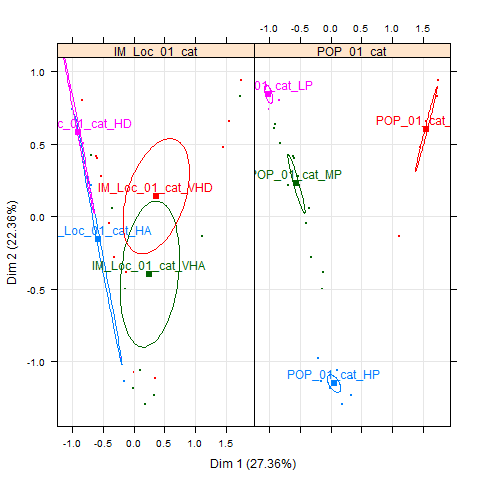 -1.0 -0.5 0.0 0.5 1.0 1.5
IM_Loc_01_cat POP_01_cat
1.0
01_cat_LP
c_01_cat_HD
POP_01_cat_
0.5
POP_01_cat_MP
IM_Loc_01_cat_VHD
0.0
_Loc_01_cat_HA
IM_Loc_01_cat_VHA
-0.5
-1.0
POP_01_cat_HP
-1.0 -0.5 0.0 0.5 1.0 1.5
Dim 1 (27.36%)
Dim 2 (22.36%)